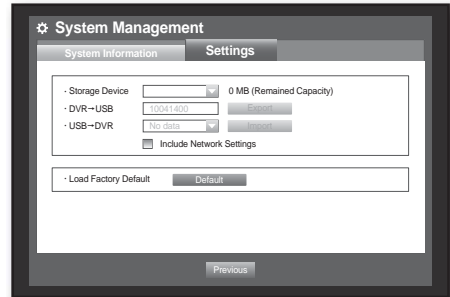 System Management
System Information Settings
· Storage Device 0 MB (Remained Capacity)
· DVR→USB 10041400 Export
· USB→DVR No data Import
Include Network Settings
· Load Factory Default Default
Previous